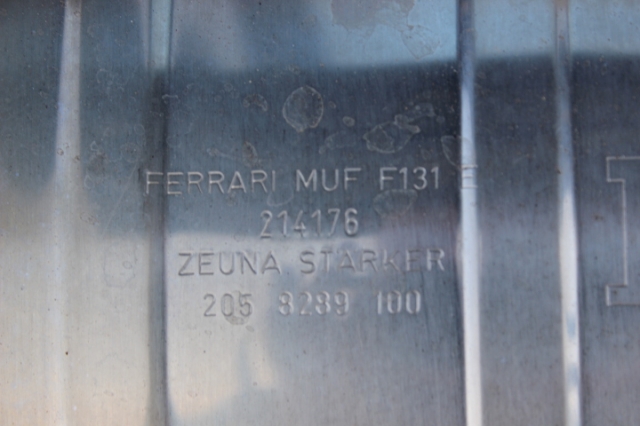 FERRARI MUF F131 E
214176
ZEUNA STARKER
205 8289 100